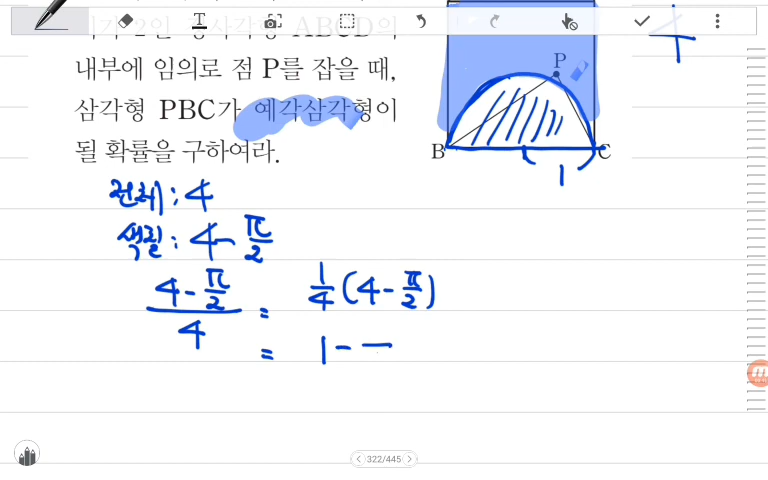 내부에 임의로 점 P를 잡을 때,
삼각형 PBC가 예각삼각형이
될 확률을 구하여라.
P
B
C
1
전체 : 4
색칠 : 4 - π/2
(4 - π/2)/4 = 1/4 (4 - π/2)
= 1 -
322/445